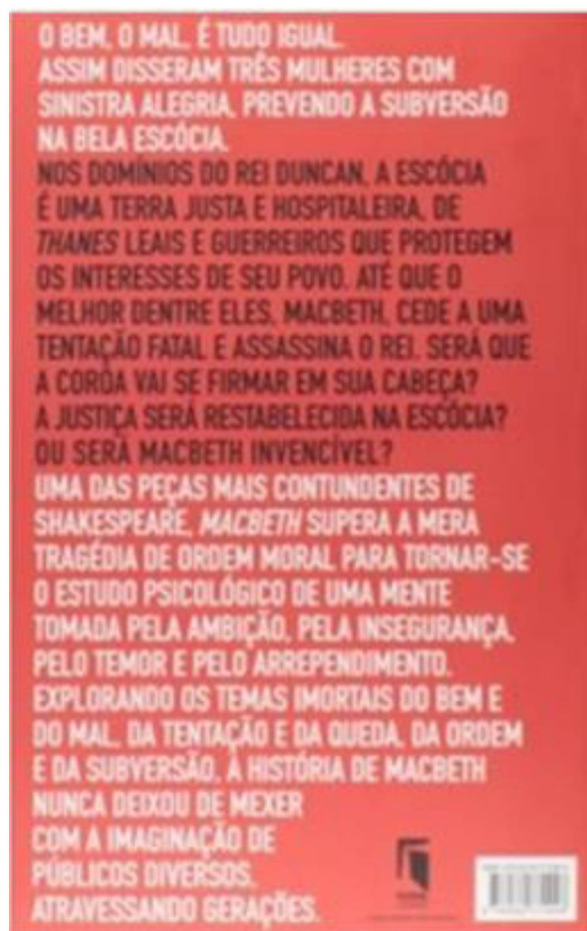 O BEM, O MAL, É TUDO IGUAL.
ASSIM DISSERAM TRÊS MULHERES COM
SINISTRA ALEGRIA, PREVENDO A SUBVERSÃO
NA BELA ESCÓCIA.
NOS DOMÍNIOS DO REI DUNCAN, A ESCÓCIA
É UMA TERRA JUSTA E HOSPITALEIRA, DE
THANES LEAIS E GUERREIROS QUE PROTEGEM
OS INTERESSES DE SEU POVO. ATÉ QUE O
MELHOR DENTRE ELES, MACBETH, CEDE A UMA
TENTAÇÃO FATAL E ASSASSINA O REI. SERÁ QUE
A COROA VAI SE FIRMAR EM SUA CABEÇA?
A JUSTIÇA SERÁ RESTABELECIDA NA ESCÓCIA?
OU SERÁ MACBETH INVENCÍVEL?
UMA DAS PEÇAS MAIS CONTUNDENTES DE
SHAKESPEARE, MACBETH SUPERA A MERA
TRAGÉDIA DE ORDEM MORAL PARA TORNAR-SE
O ESTUDO PSICOLÓGICO DE UMA MENTE
TOMADA PELA AMBIÇÃO, PELA INSEGURANÇA,
PELO TEMOR E PELO ARREPENDIMENTO.
EXPLORANDO OS TEMAS IMORTAIS DO BEM E
DO MAL, DA TENTAÇÃO E DA QUEDA, DA ORDEM
E DA SUBVERSÃO, A HISTÓRIA DE MACBETH
NUNCA DEIXOU DE MEXER
COM A IMAGINAÇÃO DE
PÚBLICOS DIVERSOS,
ATRAVESSANDO GERAÇÕES.